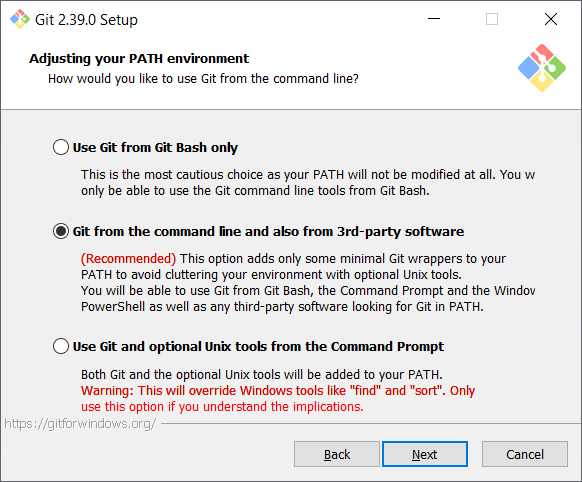 Git 2.39.0 Setup
Adjusting your PATH environment
How would you like to use Git from the command line?
Use Git from Git Bash only
This is the most cautious choice as your PATH will not be modified at all. You w
only be able to use the Git command line tools from Git Bash.
Git from the command line and also from 3rd-party software
(Recommended) This option adds only some minimal Git wrappers to your
PATH to avoid cluttering your environment with optional Unix tools.
You will be able to use Git from Git Bash, the Command Prompt and the Window
PowerShell as well as any third-party software looking for Git in PATH.
Use Git and optional Unix tools from the Command Prompt
Both Git and the optional Unix tools will be added to your PATH.
Warning: This will override Windows tools like "find" and "sort". Only
use this option if you understand the implications.
https://gitforwindows.org/
Back Next Cancel